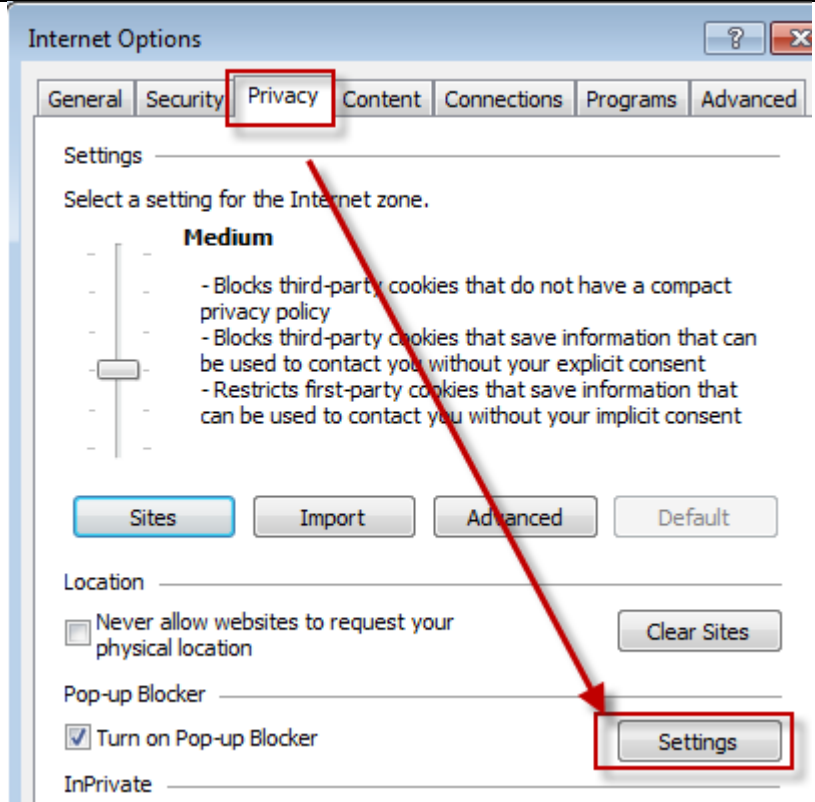 Internet Options
?
General Security Privacy Content Connections Programs Advanced
Settings
Select a setting for the Internet zone.
Medium
- Blocks third-party cookies that do not have a compact
privacy policy
- Blocks third-party cookies that save information that can
be used to contact you without your explicit consent
- Restricts first-party cookies that save information that
can be used to contact you without your implicit consent
Sites Import Advanced Default
Location
Never allow websites to request your
physical location
Clear Sites
Pop-up Blocker
Turn on Pop-up Blocker
Settings
InPrivate